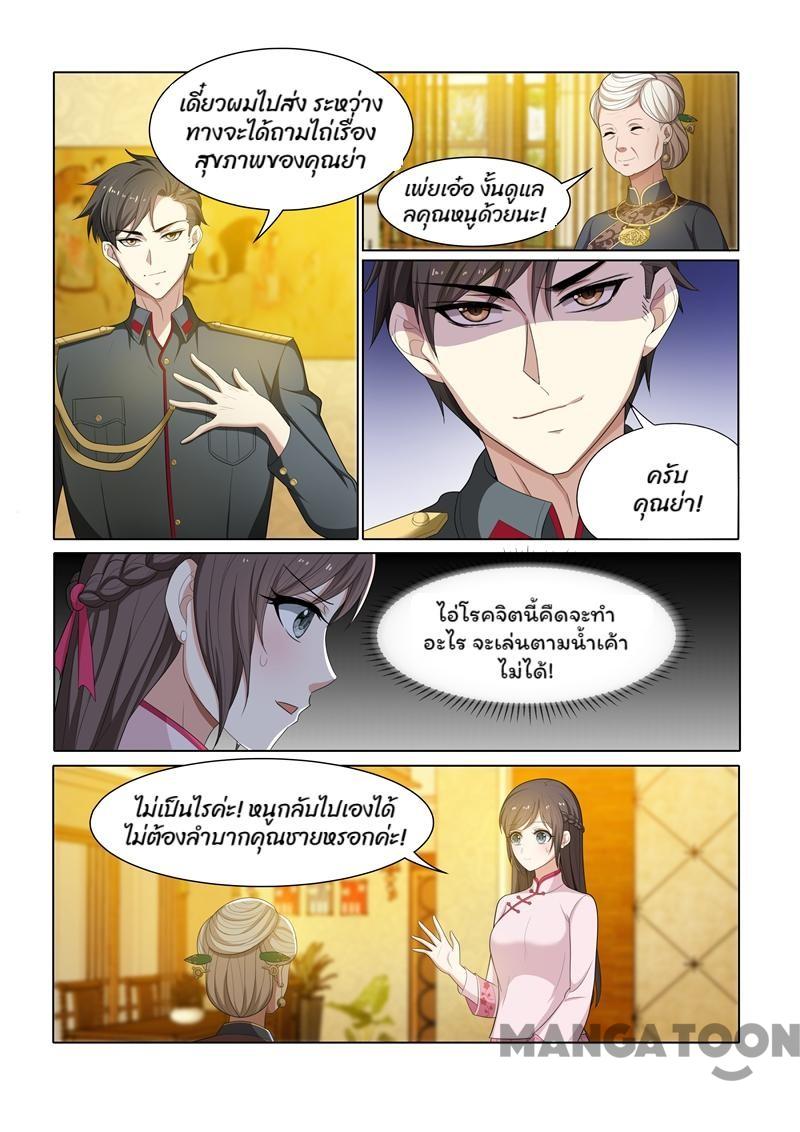 เดี๋ยวผมไปส่ง ระหว่าง
ทางจะได้ถามไถ่เรื่อง
สุขภาพของคุณย่า
เพ่ยเอ๋อ งั้นดูแล
ลคุณหนูด้วยนะ!
ครับ
คุณย่า!
ไอ่โรคจิตนี้คืดจะทำ
อะไร จะเล่นตามน้ำเค้า
ไม่ได้!
ไม่เป็นไรค่ะ! หนูกลับไปเองได้
ไม่ต้องลำบากคุณชายหรอกค่ะ!
MANGATOON